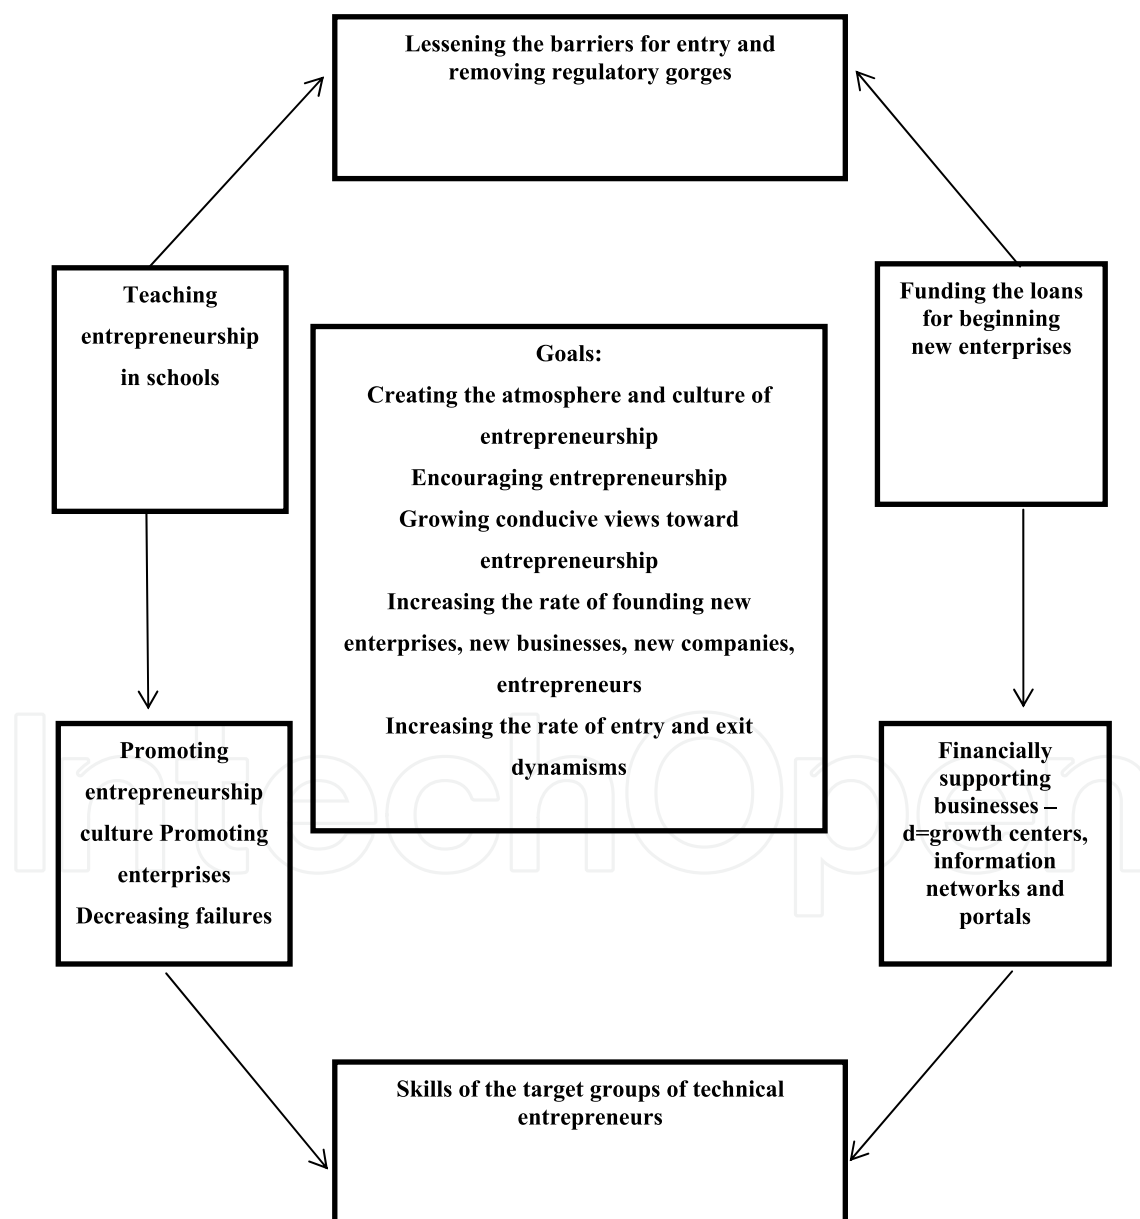 Lessening the barriers for entry and
removing regulatory gorges
Teaching
entrepreneurship
in schools
Funding the loans
for beginning
new enterprises
Goals:
Creating the atmosphere and culture of
entrepreneurship
Encouraging entrepreneurship
Growing conducive views toward
entrepreneurship
Increasing the rate of founding new
enterprises, new businesses, new companies,
entrepreneurs
Increasing the rate of entry and exit
dynamisms
Promoting
entrepreneurship
culture Promoting
enterprises
Decreasing failures
Financially
supporting
businesses –
d=growth centers,
information
networks and
portals
Skills of the target groups of technical
entrepreneurs
IntechOpen